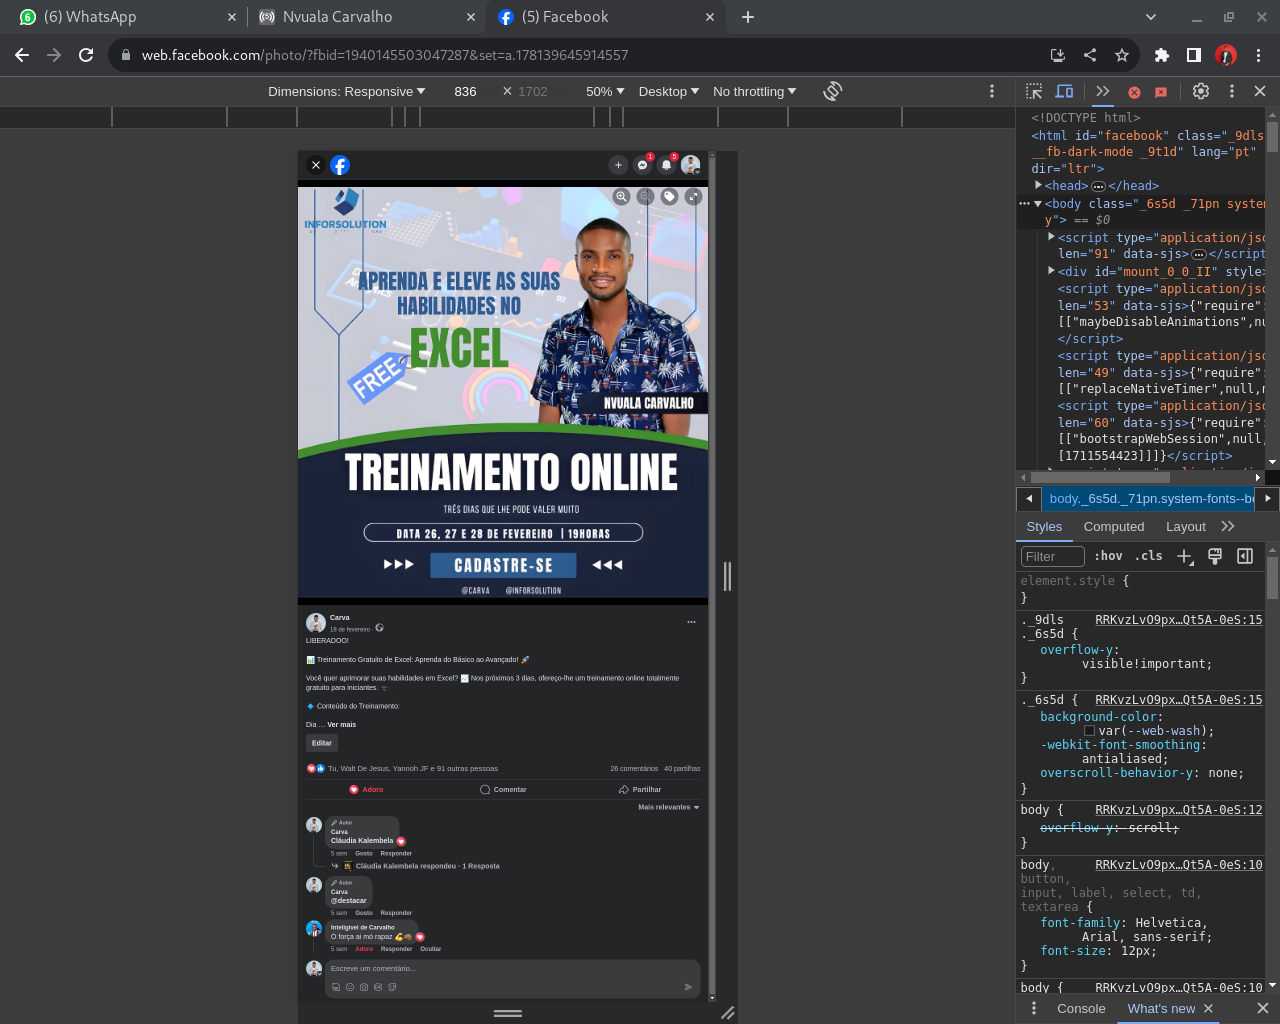 (6) WhatsApp
Nvuala Carvalho
(5) Facebook
web.facebook.com/photo/?fbid=1940145503047287&set=a.178139645914557
Dimensions: Responsive 836 × 1702 50% Desktop No throttling
1
5
INFORSOLUTION
APRENDA E ELEVE AS SUAS
HABILIDADES NO
EXCEL
FREE
NVUALA CARVALHO
TREINAMENTO ONLINE
TRÊS DIAS QUE LHE PODE VALER MUITO
DATA 26, 27 E 28 DE FEVEREIRO | 19HORAS
CADASTRE-SE
@CARVA @INFORSOLUTION
Carva
18 de fevereiro ·
LIBERADOO!
📊 Treinamento Gratuito de Excel: Aprenda do Básico ao Avançado! 🚀
Você quer aprimorar suas habilidades em Excel? 📈 Nos próximos 3 dias, ofereço-lhe um treinamento online totalmente
gratuito para iniciantes.
🔷 Conteúdo do Treinamento:
Dia ... Ver mais
Editar
Tu, Walt De Jesus, Yannoh JF e 91 outras pessoas 26 comentários 40 partilhas
Adoro Comentar Partilhar
Mais relevantes
Autor
Carva
Cláudia Kalembela
5 sem Gosto Responder
Cláudia Kalembela respondeu · 1 Resposta
Autor
Carva
@destacar
5 sem Gosto Responder
Inteligível de Carvalho
Ó força ai mó rapaz 💪👊
5 sem Adoro Responder Ocultar
Escreve um comentário...
<!DOCTYPE html>
<html id="facebook" class="_9dls
__fb-dark-mode _9t1d" lang="pt"
dir="ltr">
<head> ··· </head>
··· <body class="_6s5d _71pn system
y"> == $0
<script type="application/jso
len="91" data-sjs> ··· </script
<div id="mount_0_0_II" style>
<script type="application/jso
len="53" data-sjs>{"require":
[["maybeDisableAnimations",nu
</script>
<script type="application/jso
len="49" data-sjs>{"require":
[["replaceNativeTimer",null,n
<script type="application/jso
len="60" data-sjs>{"require":
[["bootstrapWebSession",null,
[1711554423]]]}</script>
body._6s5d._71pn.system-fonts--bo
Styles Computed Layout
Filter :hov .cls
element.style {
}
._9dls RRKvzLvO9px…Qt5A-0eS:15
._6s5d {
overflow-y:
visible!important;
}
._6s5d { RRKvzLvO9px…Qt5A-0eS:15
background-color:
var(--web-wash);
-webkit-font-smoothing:
antialiased;
overscroll-behavior-y: none;
}
body { RRKvzLvO9px…Qt5A-0eS:12
overflow-y: scroll;
}
body, RRKvzLvO9px…Qt5A-0eS:10
button,
input, label, select, td,
textarea {
font-family: Helvetica,
Arial, sans-serif;
font-size: 12px;
}
body { RRKvzLvO9px…Qt5A-0eS:10
Console What's new